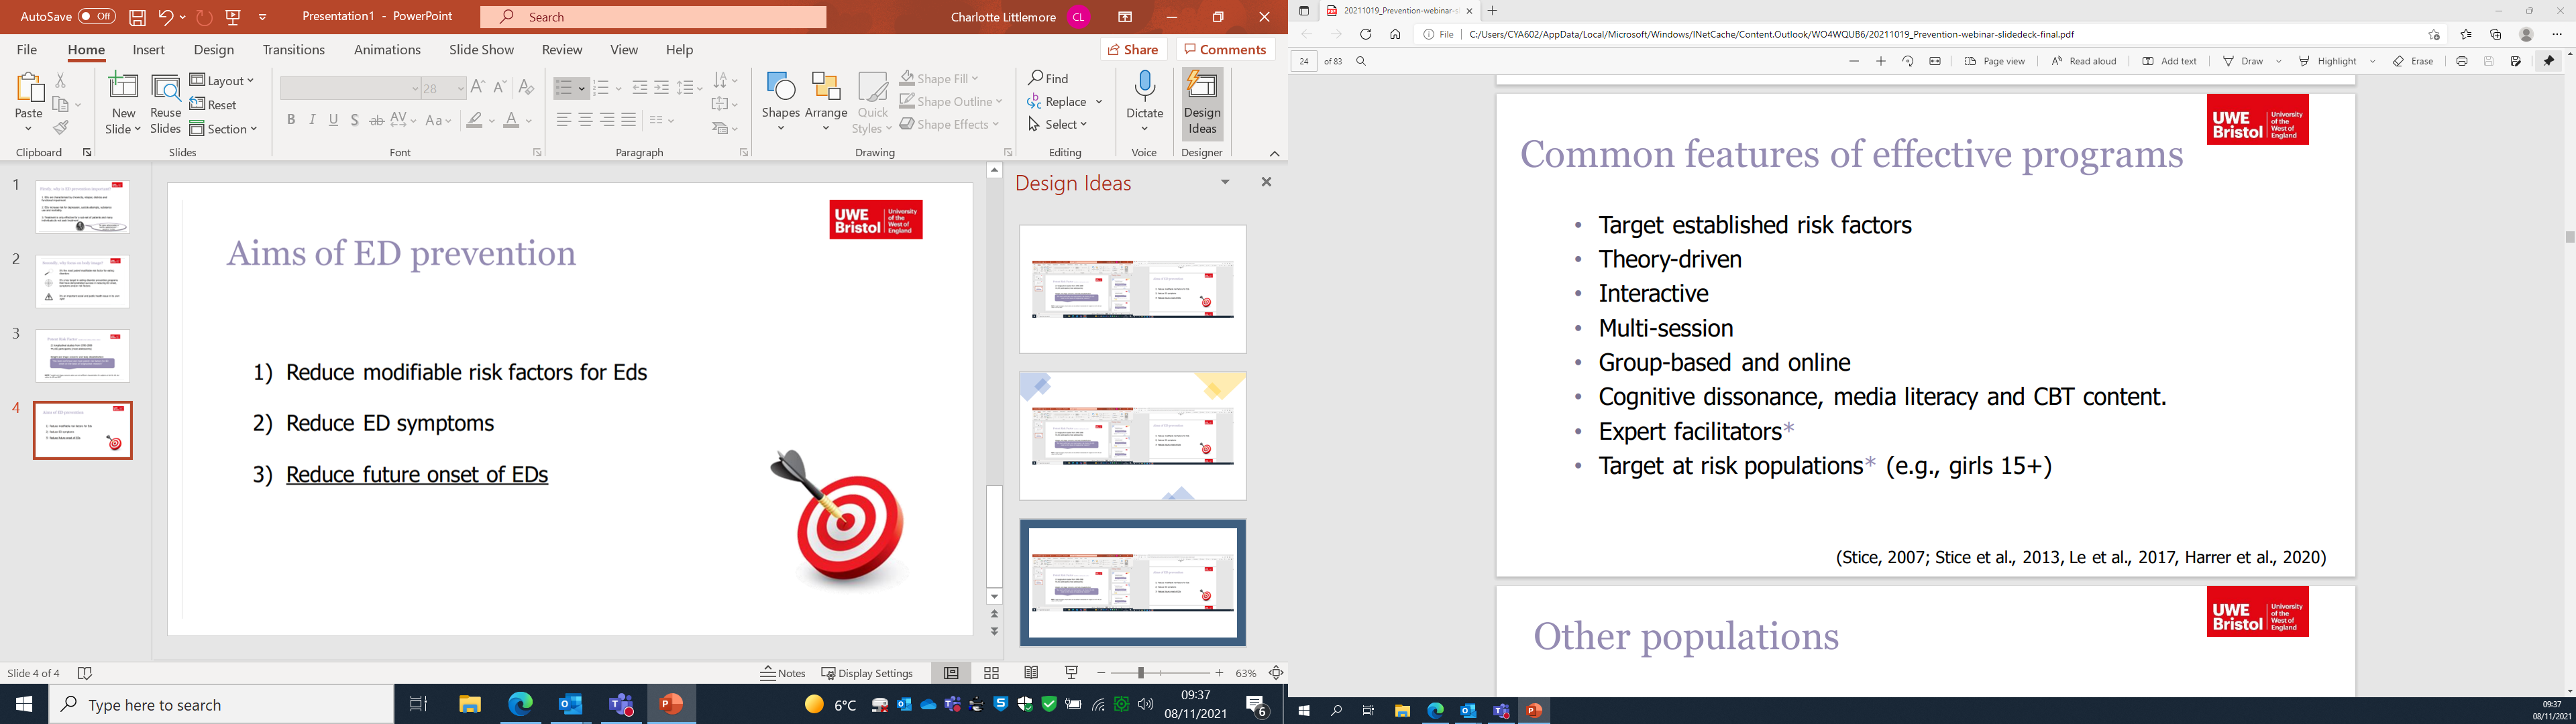 AutoSave Off
Presentation1 - PowerPoint
Search
Charlotte Littlemore CL
File Home Insert Design Transitions Animations Slide Show Review View Help
Share Comments
Paste
Clipboard
New Slide
Reuse Slides
Layout
Reset
Section
Slides
28
B I U S ab AV Aa A
Font
Paragraph
Shapes
Arrange
Quick Styles
Shape Fill
Shape Outline
Shape Effects
Drawing
Find
Replace
Select
Editing
Dictate
Voice
Design Ideas
Designer
1
2
3
4
UWE Bristol University of the West of England
Aims of ED prevention
1) Reduce modifiable risk factors for Eds
2) Reduce ED symptoms
3) Reduce future onset of EDs
Design Ideas
Slide 4 of 4
Notes
Display Settings
63%
Type here to search
6°C
09:37
08/11/2021
6
20211019_Prevention-webinar-s
File C:/Users/CYA602/AppData/Local/Microsoft/Windows/INetCache/Content.Outlook/WO4WQUB6/20211019_Prevention-webinar-slidedeck-final.pdf
24 of 83
Page view
Read aloud
Add text
Draw
Highlight
Erase
UWE Bristol University of the West of England
Common features of effective programs
• Target established risk factors
• Theory-driven
• Interactive
• Multi-session
• Group-based and online
• Cognitive dissonance, media literacy and CBT content.
• Expert facilitators*
• Target at risk populations* (e.g., girls 15+)
(Stice, 2007; Stice et al., 2013, Le et al., 2017, Harrer et al., 2020)
UWE Bristol University of the West of England
Other populations
09:37
08/11/2021